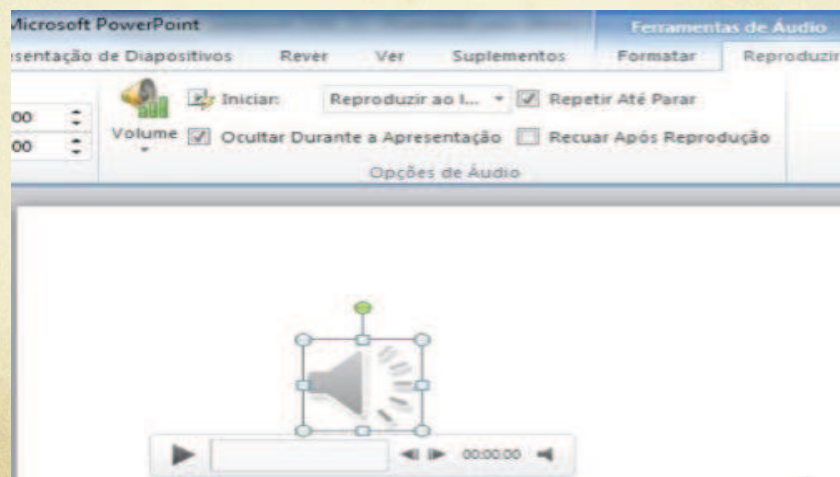 Microsoft PowerPoint
Ferramentas de Áudio
sentação de Diapositivos Rever Ver Suplementos Formatar Reproduzir
00
Iniciar: Reproduzir ao I... Repetir Até Parar
00
Volume Ocultar Durante a Apresentação Recuar Após Reprodução
Opções de Áudio
00:00.00